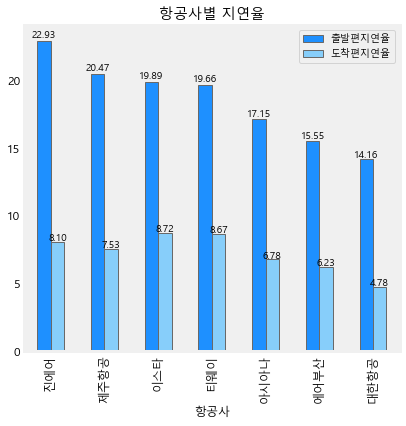 항공사별 지연율
출발편지연율
도착편지연율
22.93
20.47
19.89
19.66
17.15
15.55
14.16
8.10
7.53
8.72
8.67
6.78
6.23
4.78
20
15
10
5
0
진에어
제주항공
이스타
티웨이
아시아나
에어부산
대한항공
항공사